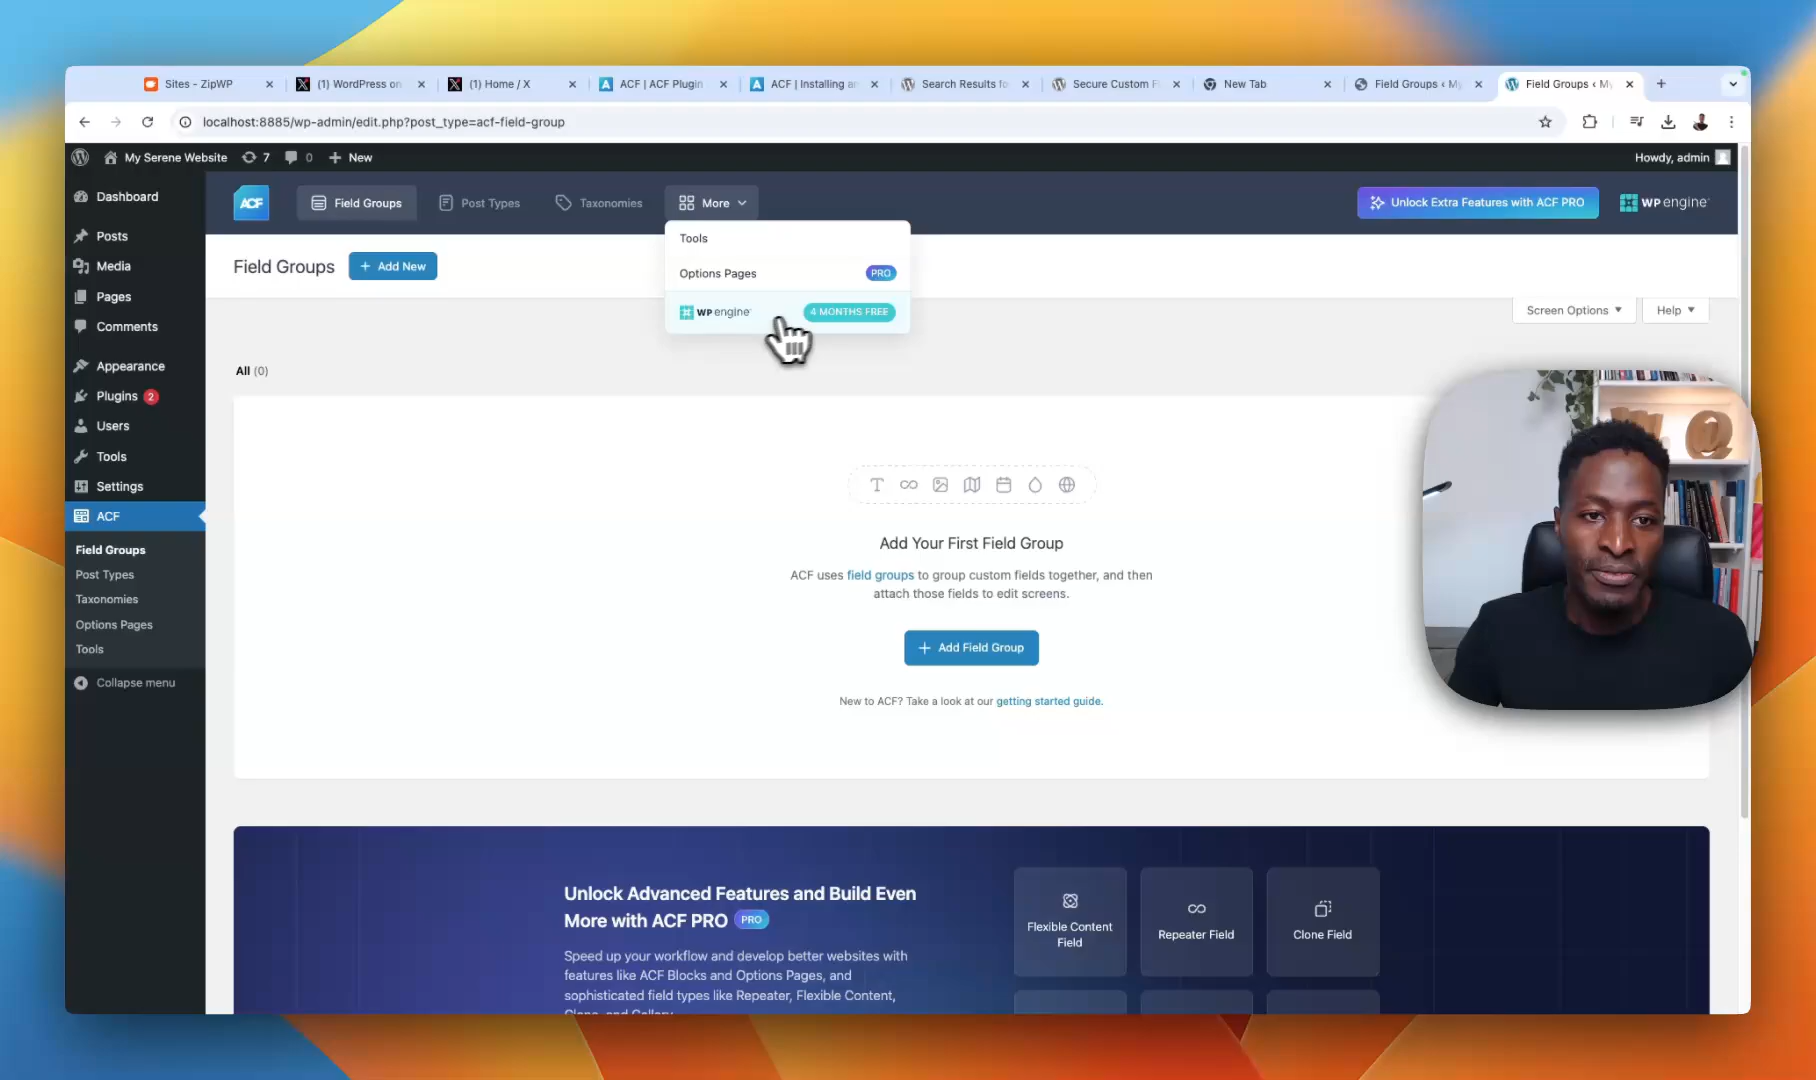 Sites - ZipWP
(1) WordPress on
(1) Home / X
ACF | ACF Plugin
ACF | Installing an
Search Results fo
Secure Custom Fi
New Tab
Field Groups ‹ My
Field Groups ‹ My
localhost:8885/wp-admin/edit.php?post_type=acf-field-group
My Serene Website
7
0
New
Howdy, admin
Dashboard
Posts
Media
Pages
Comments
Appearance
Plugins 2
Users
Tools
Settings
ACF
Field Groups
Post Types
Taxonomies
Options Pages
Tools
Collapse menu
ACF
Field Groups
Post Types
Taxonomies
More
Unlock Extra Features with ACF PRO
WP engine
Tools
Options Pages PRO
WP engine 4 MONTHS FREE
Field Groups
+ Add New
Screen Options
Help
All (0)
Add Your First Field Group
ACF uses field groups to group custom fields together, and then
attach those fields to edit screens.
+ Add Field Group
New to ACF? Take a look at our getting started guide.
Unlock Advanced Features and Build Even
More with ACF PRO PRO
Speed up your workflow and develop better websites with
features like ACF Blocks and Options Pages, and
sophisticated field types like Repeater, Flexible Content,
Clone, and Gallery.
Flexible Content
Field
Repeater Field
Clone Field